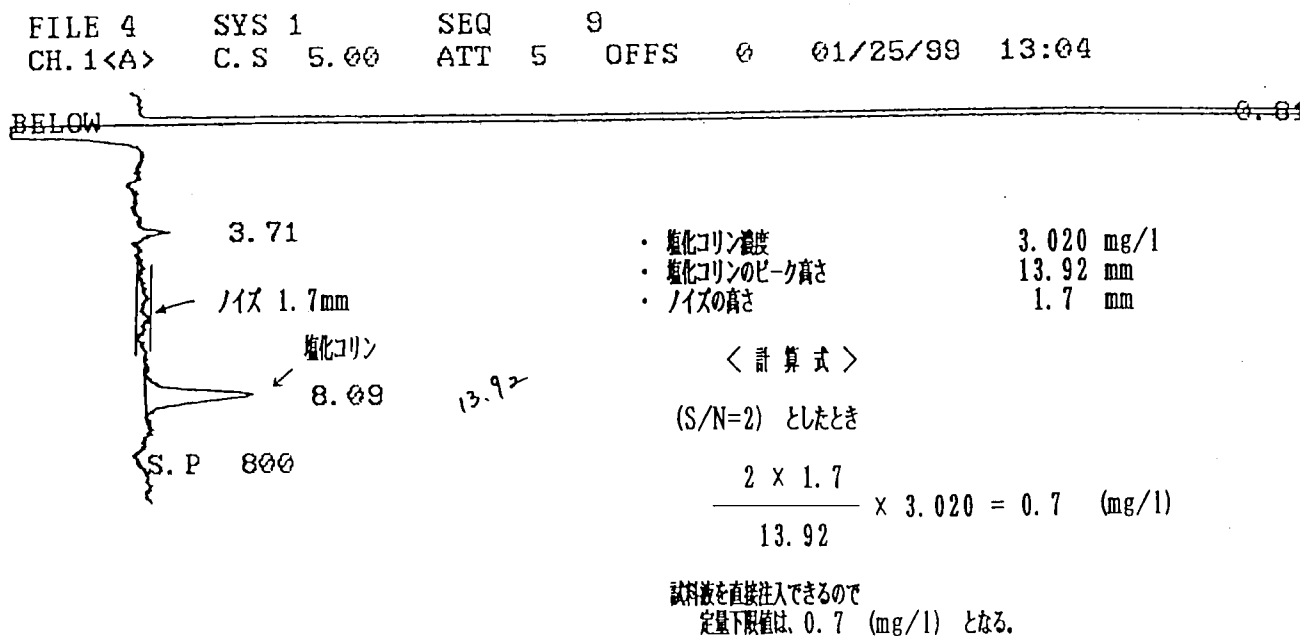 FILE 4 SYS 1 SEQ 9
CH.1<A> C.S 5.00 ATT 5 OFFS 0 01/25/99 13:04
BELOW 0.81
3.71
ノイズ 1.7mm
塩化コリン
8.09 13.92
S.P 800
・ 塩化コリン濃度 3.020 mg/l
・ 塩化コリンのピーク高さ 13.92 mm
・ ノイズの高さ 1.7 mm
< 計 算 式 >
(S/N=2) としたとき
2 × 1.7
× 3.020 = 0.7 (mg/l)
13.92
試料液を直接注入できるので
定量下限値は、0.7 (mg/l) となる。